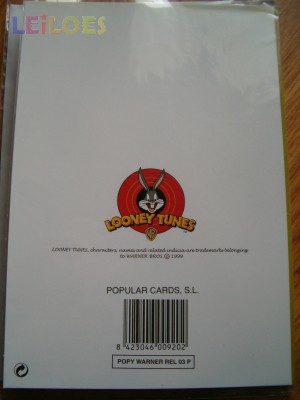 LEiLOES
LOONEY TUNES
WB
LOONEY TUNES, characters, names and related indicia are trademarks belonging
to WARNER BROS. © 1999
POPULAR CARDS, S.L.
8 423046 009202
POPY WARNER REL 03 P